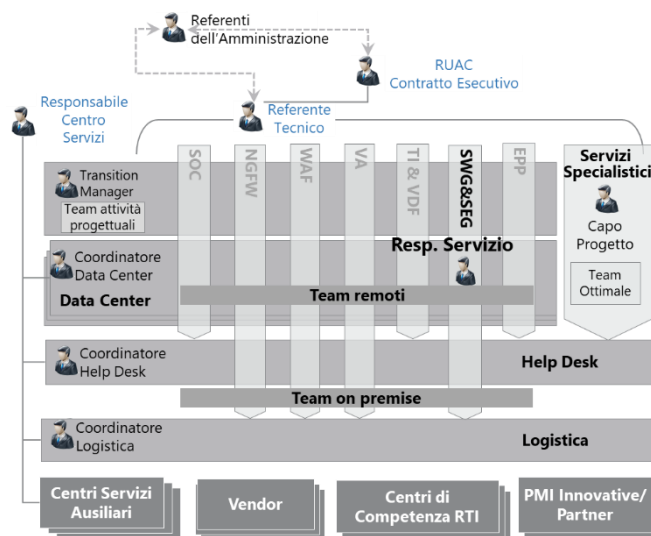 Referenti
dell'Amministrazione
RUAC
Contratto Esecutivo
Responsabile
Centro
Servizi
Referente
Tecnico
SOC
NGFW
WAF
VA
TI & VDF
SWG&SEG
EPP
Servizi
Specialistici
Transition
Manager
Team attività
progettuali
Capo
Progetto
Resp. Servizio
Coordinatore
Data Center
Data Center
Team remoti
Team
Ottimale
Coordinatore
Help Desk
Help Desk
Team on premise
Coordinatore
Logistica
Logistica
Centri Servizi
Ausiliari
Vendor
Centri di
Competenza RTI
PMI Innovative/
Partner